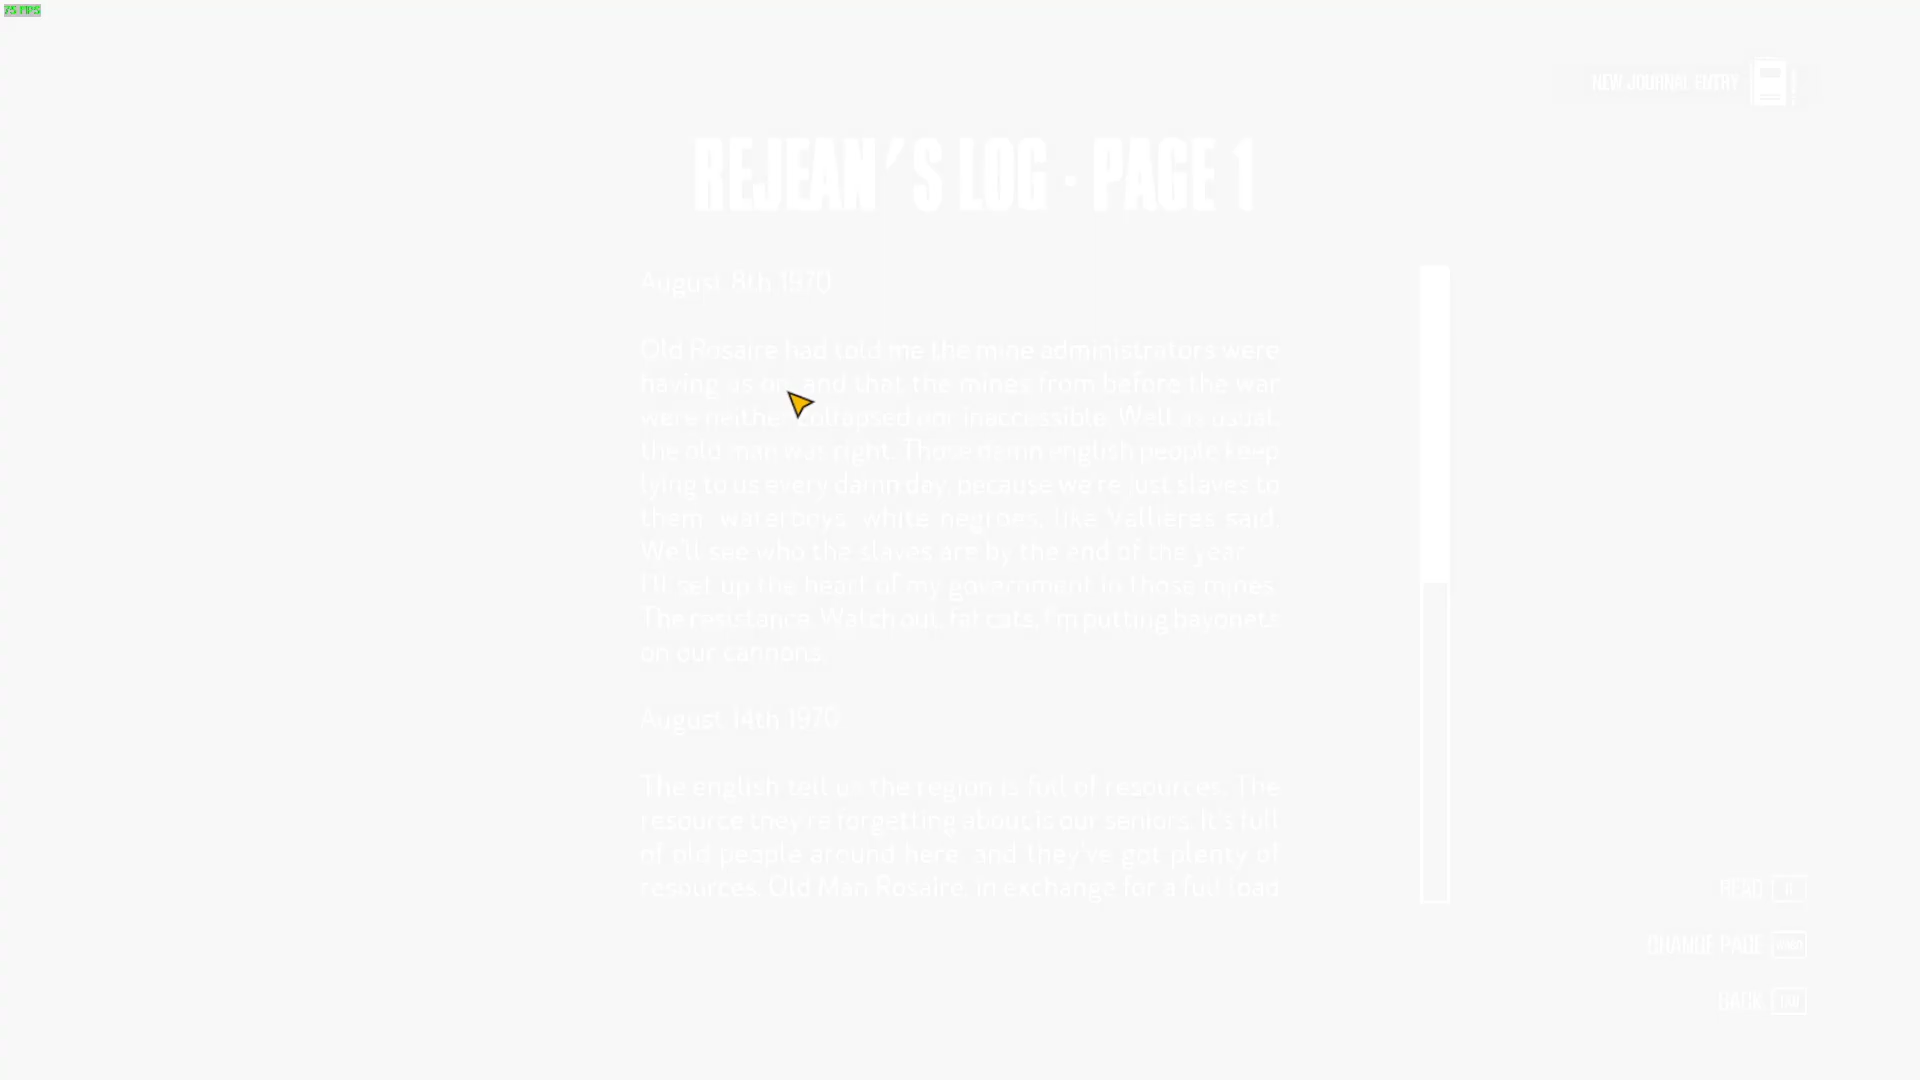 75 FPS
NEW JOURNAL ENTRY
REJEAN'S LOG - PAGE 1
August 8th 1970
Old Rosaire had told me the mine administrators were
having us on, and that the mines from before the war
were neither collapsed nor inaccessible. Well as usual,
the old man was right. Those damn english people keep
lying to us every damn day, because we're just slaves to
them, waterboys, white negroes, like Vallieres said.
We'll see who the slaves are by the end of the year.
I'll set up the heart of my government in those mines.
The resistance. Watch out, fat cats, I'm putting bayonets
on our cannons.
August 14th 1970
The english tell us the region is full of resources. The
resource they're forgetting about is our seniors. It's full
of old people around here, and they've got plenty of
resources. Old Man Rosaire, in exchange for a full load
READ
CHANGE PAGE
BACK TAB